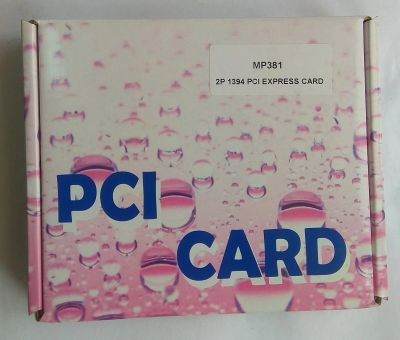 MP381
2P 1394 PCI EXPRESS CARD
PCI
CARD